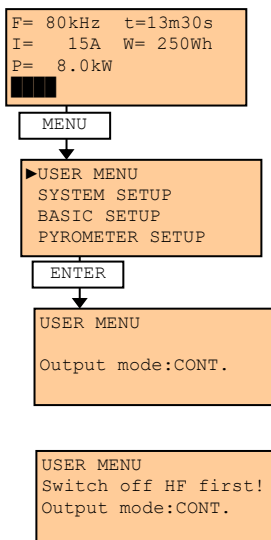 F= 80kHz t=13m30s
I= 15A W= 250Wh
P= 8.0kW
MENU
►USER MENU
SYSTEM SETUP
BASIC SETUP
PYROMETER SETUP
ENTER
USER MENU
Output mode:CONT.
USER MENU
Switch off HF first!
Output mode:CONT.